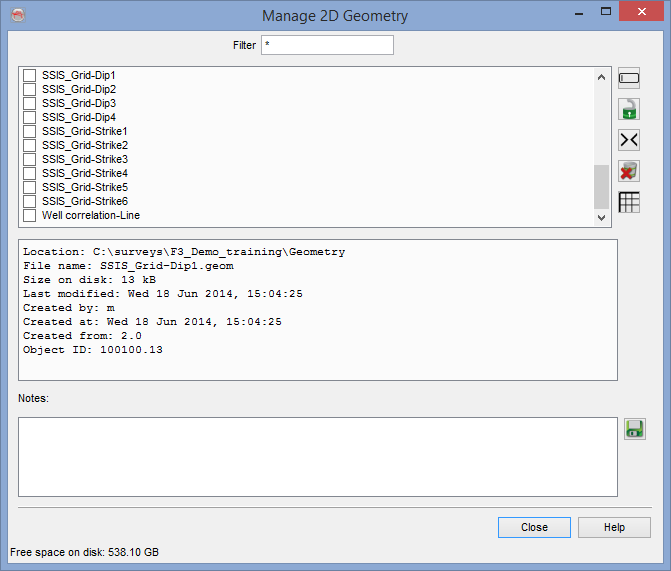 Manage 2D Geometry
Filter *
SSIS_Grid-Dip1
SSIS_Grid-Dip2
SSIS_Grid-Dip3
SSIS_Grid-Dip4
SSIS_Grid-Strike1
SSIS_Grid-Strike2
SSIS_Grid-Strike3
SSIS_Grid-Strike4
SSIS_Grid-Strike5
SSIS_Grid-Strike6
Well correlation-Line
Location: C:\surveys\F3_Demo_training\Geometry
File name: SSIS_Grid-Dip1.geom
Size on disk: 13 kB
Last modified: Wed 18 Jun 2014, 15:04:25
Created by: m
Created at: Wed 18 Jun 2014, 15:04:25
Created from: 2.0
Object ID: 100100.13
Notes:
Close Help
Free space on disk: 538.10 GB